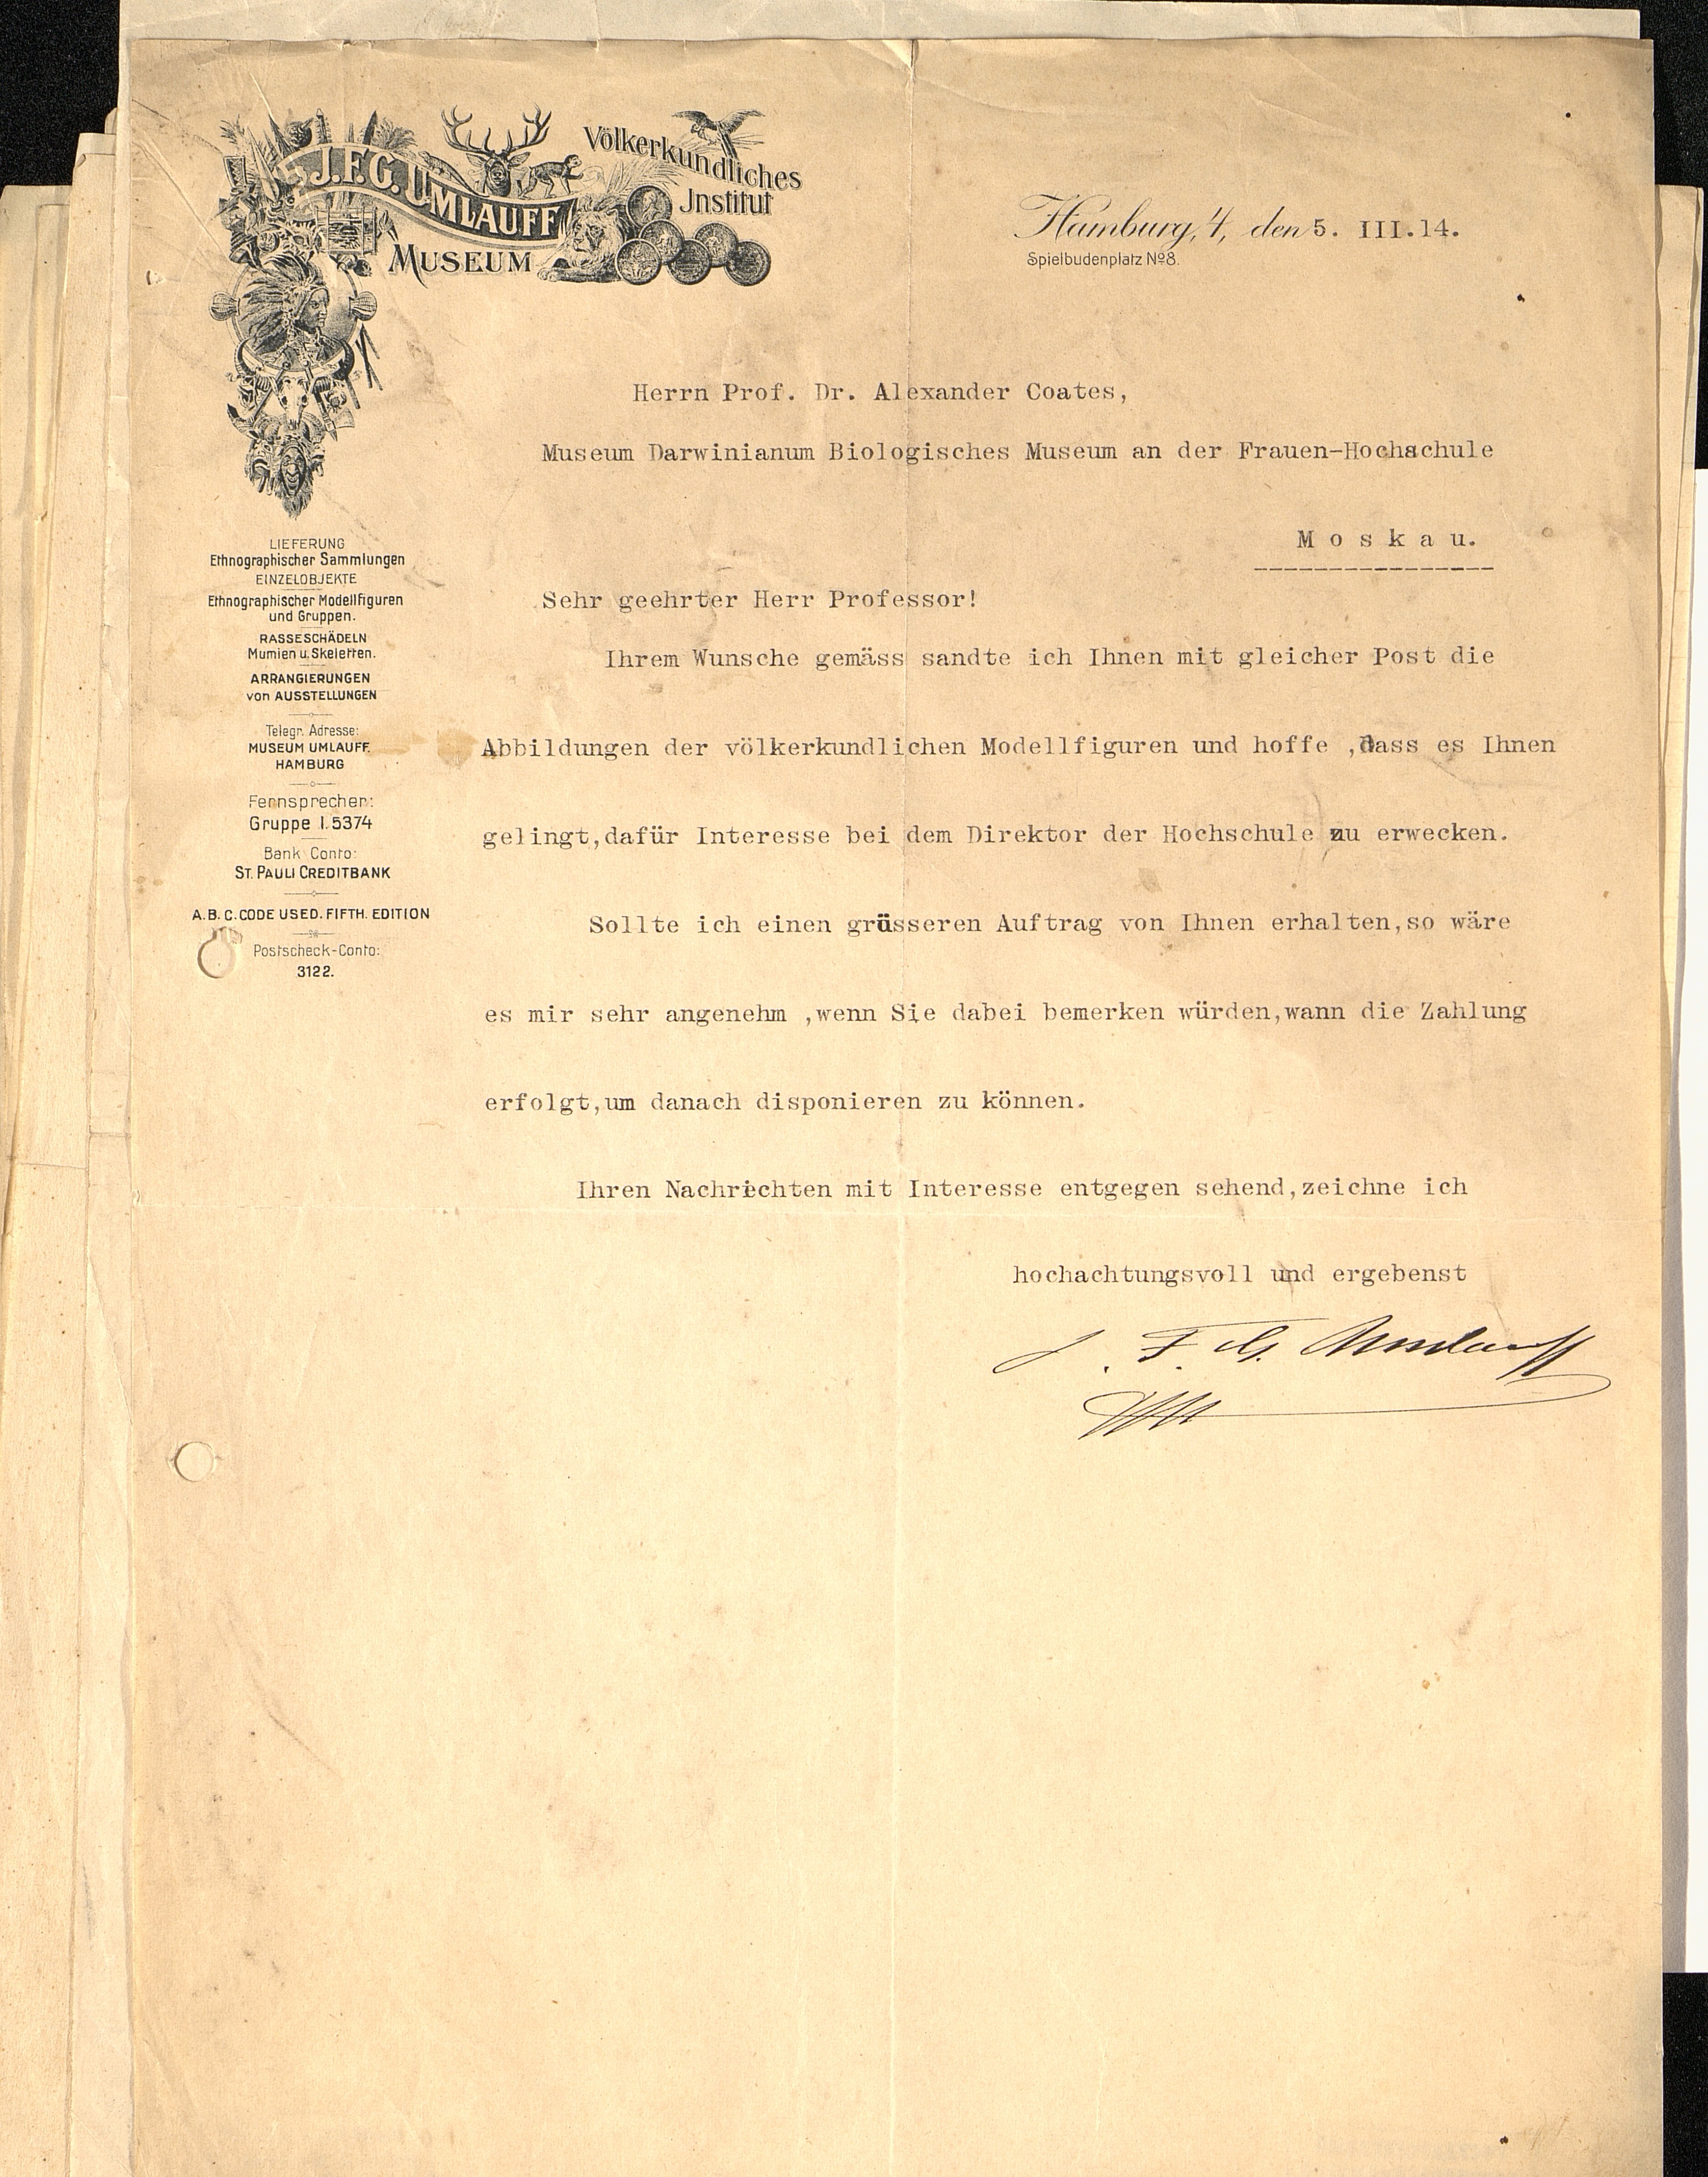 J.F.G. UMLAUFF
MUSEUM
Völkerkundliches
Jnstitut
Hamburg, 4, den 5. III.14.
Spielbudenplatz No 8.
Herrn Prof. Dr. Alexander Coates,
Museum Darwinianum Biologisches Museum an der Frauen-Hochschule
M o s k a u.
LIEFERUNG
Ethnographischer Sammlungen
EINZELOBJEKTE
Ethnographischer Modellfiguren
und Gruppen.
RASSESCHÄDELN
Mumien u. Skeletten.
ARRANGIERUNGEN
von AUSSTELLUNGEN
Telegr. Adresse:
MUSEUM UMLAUFF
HAMBURG
Fernsprecher:
Gruppe I. 5374
Bank Conto:
ST. PAULI CREDITBANK
A.B.C. CODE USED. FIFTH. EDITION
Postscheck-Conto:
3122.
Sehr geehrter Herr Professor!
Ihrem Wunsche gemäss sandte ich Ihnen mit gleicher Post die
Abbildungen der völkerkundlichen Modellfiguren und hoffe ,dass es Ihnen
gelingt,dafür Interesse bei dem Direktor der Hochschule zu erwecken.
Sollte ich einen grüsseren Auftrag von Ihnen erhalten,so wäre
es mir sehr angenehm ,wenn Sie dabei bemerken würden,wann die Zahlung
erfolgt,um danach disponieren zu können.
Ihren Nachrichten mit Interesse entgegen sehend,zeichne ich
hochachtungsvoll und ergebenst
J. F. G. Umlauff